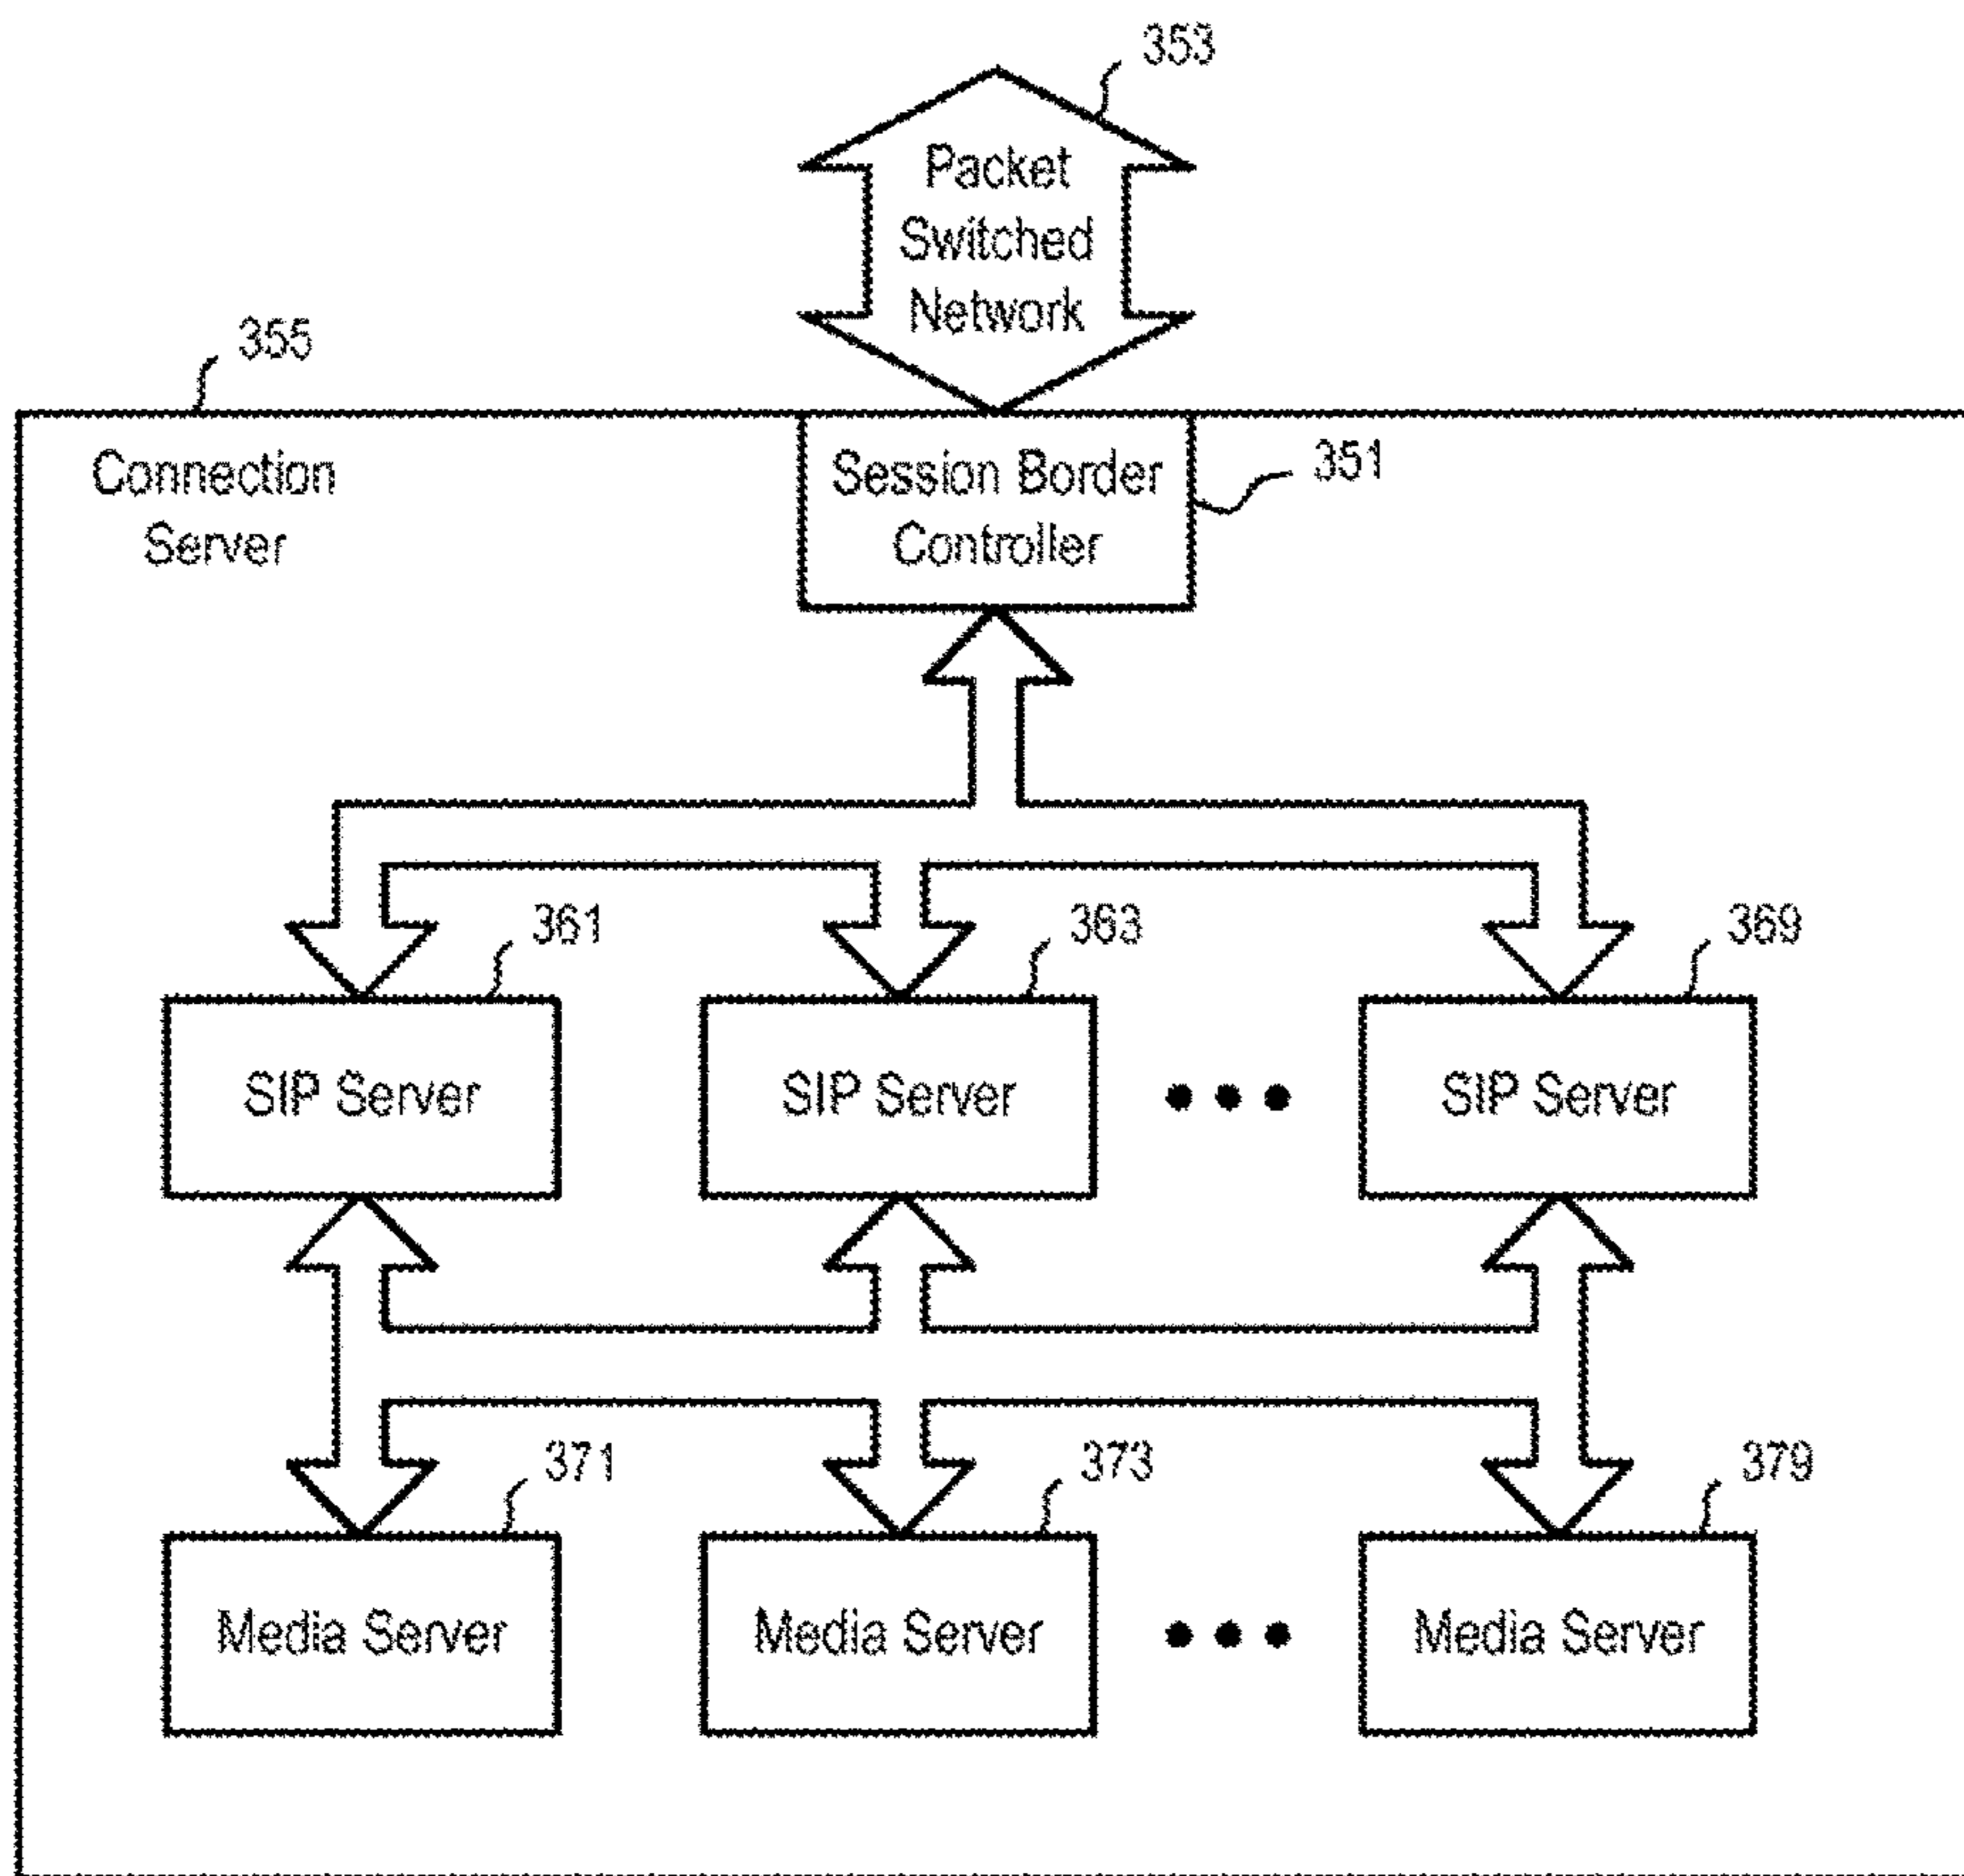 353
Packet
Switched
Network
355
Connection
Server
Session Border
Controller
351
361
363
369
SIP Server
SIP Server
SIP Server
371
373
379
Media Server
Media Server
Media Server